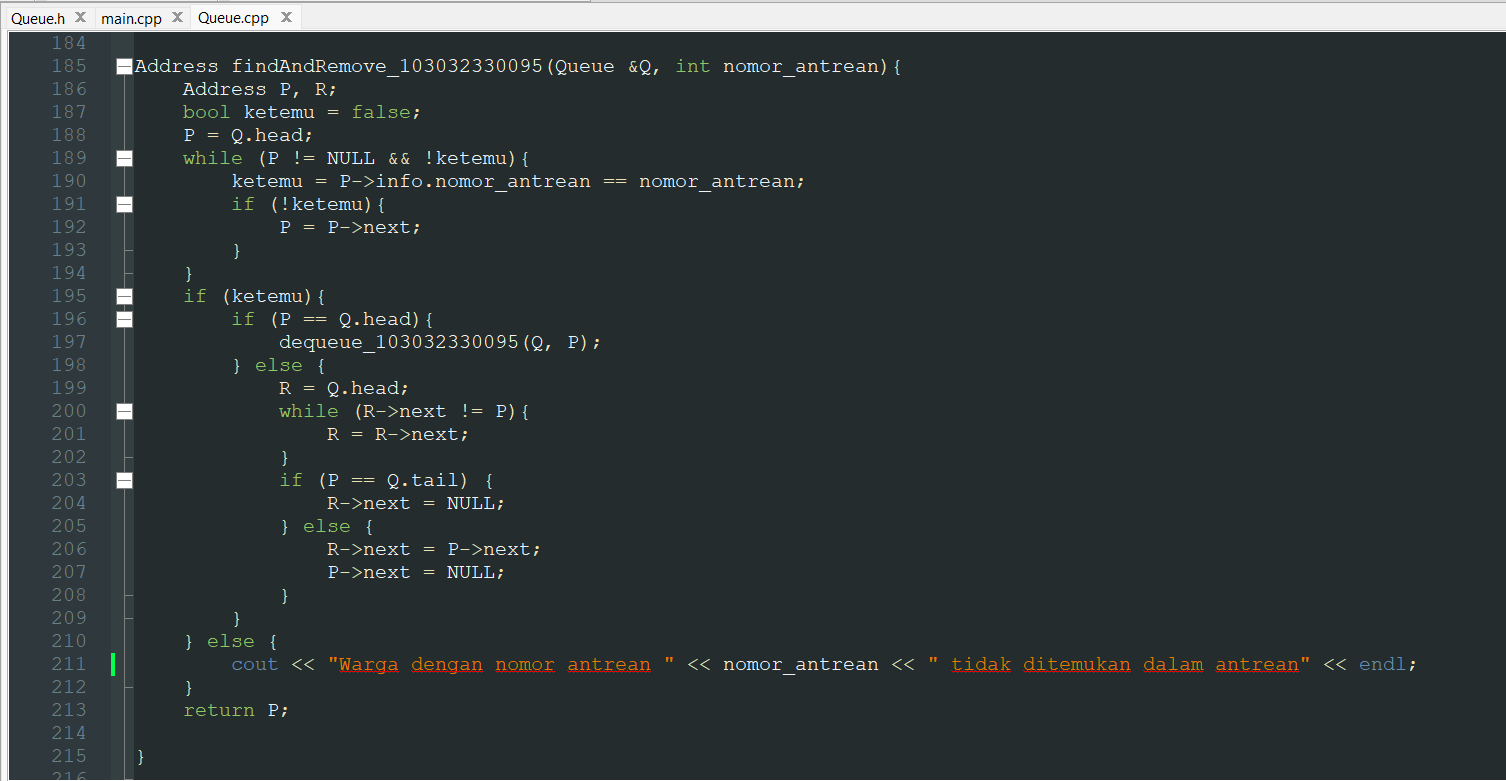 Queue.h main.cpp Queue.cpp
184
185 Address findAndRemove_103032330095(Queue &Q, int nomor_antrean){
186     Address P, R;
187     bool ketemu = false;
188     P = Q.head;
189     while (P != NULL && !ketemu){
190         ketemu = P->info.nomor_antrean == nomor_antrean;
191         if (!ketemu){
192             P = P->next;
193         }
194     }
195     if (ketemu){
196         if (P == Q.head){
197             dequeue_103032330095(Q, P);
198         } else {
199             R = Q.head;
200             while (R->next != P){
201                 R = R->next;
202             }
203             if (P == Q.tail) {
204                 R->next = NULL;
205             } else {
206                 R->next = P->next;
207                 P->next = NULL;
208             }
209         }
210     } else {
211         cout << "Warga dengan nomor antrean " << nomor_antrean << " tidak ditemukan dalam antrean" << endl;
212     }
213     return P;
214
215 }
216